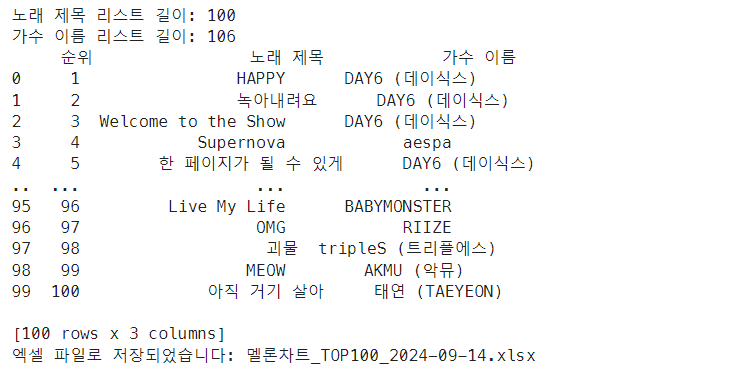 노래 제목 리스트 길이: 100
가수 이름 리스트 길이: 106
순위 노래 제목 가수 이름
0 1 HAPPY DAY6 (데이식스)
1 2 녹아내려요 DAY6 (데이식스)
2 3 Welcome to the Show DAY6 (데이식스)
3 4 Supernova aespa
4 5 한 페이지가 될 수 있게 DAY6 (데이식스)
.. ... ... ...
95 96 Live My Life BABYMONSTER
96 97 OMG RIIZE
97 98 괴물 tripleS (트리플에스)
98 99 MEOW AKMU (악뮤)
99 100 아직 거기 살아 태연 (TAEYEON)
[100 rows x 3 columns]
엑셀 파일로 저장되었습니다: 멜론차트_TOP100_2024-09-14.xlsx